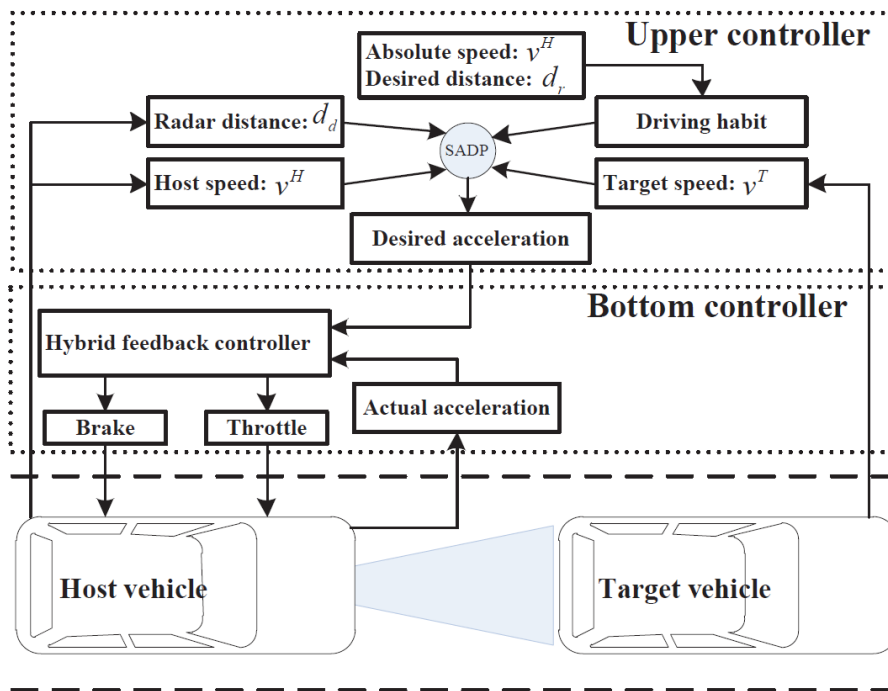 Upper controller
Absolute speed: v^H
Desired distance: d_r
Radar distance: d_d
SADP
Driving habit
Host speed: v^H
Target speed: v^T
Desired acceleration
Bottom controller
Hybrid feedback controller
Actual acceleration
Brake
Throttle
Host vehicle
Target vehicle